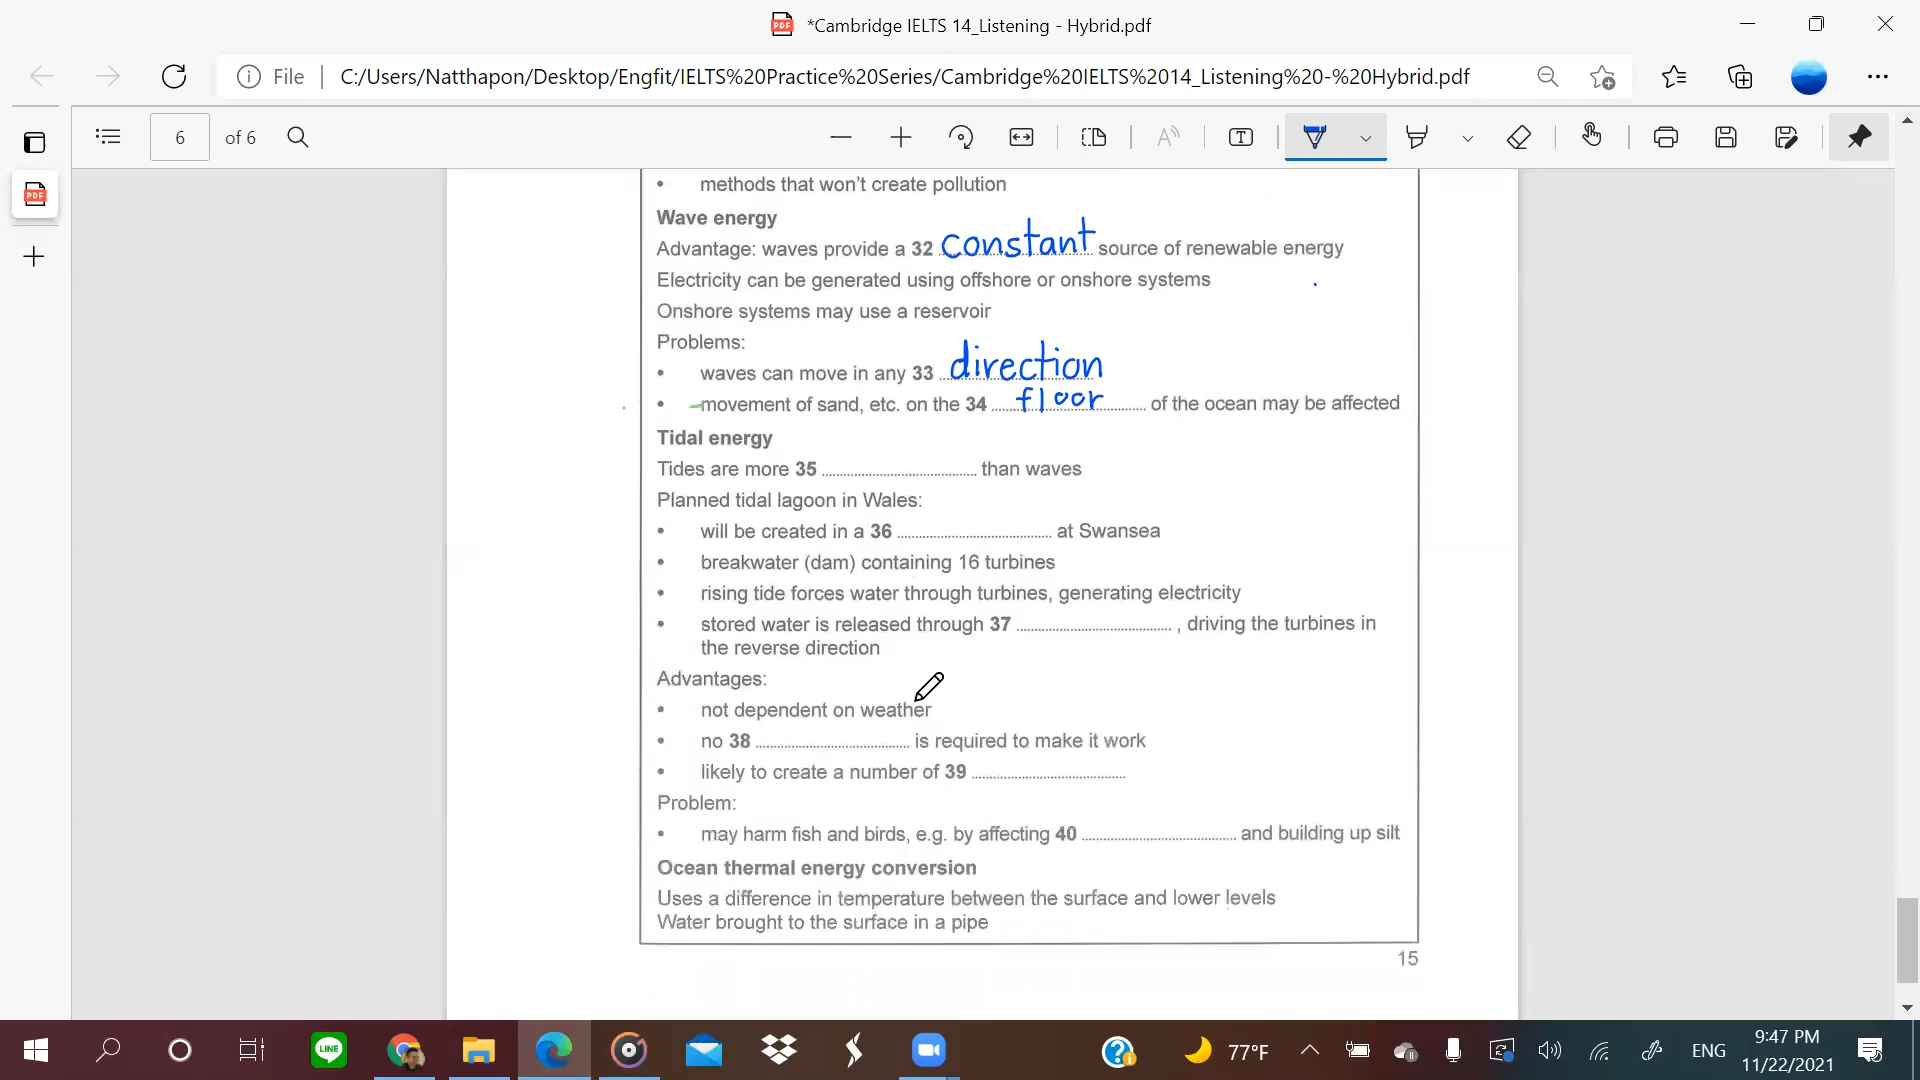 *Cambridge IELTS 14_Listening - Hybrid.pdf
File
C:/Users/Natthapon/Desktop/Engfit/IELTS%20Practice%20Series/Cambridge%20IELTS%2014_Listening%20-%20Hybrid.pdf
6 of 6
• methods that won't create pollution
Wave energy
Advantage: waves provide a 32 constant source of renewable energy
Electricity can be generated using offshore or onshore systems
Onshore systems may use a reservoir
Problems:
• waves can move in any 33 direction
• movement of sand, etc. on the 34 floor of the ocean may be affected
Tidal energy
Tides are more 35 .............................. than waves
Planned tidal lagoon in Wales:
• will be created in a 36 .............................. at Swansea
• breakwater (dam) containing 16 turbines
• rising tide forces water through turbines, generating electricity
• stored water is released through 37 .............................. , driving the turbines in
the reverse direction
Advantages:
• not dependent on weather
• no 38 .............................. is required to make it work
• likely to create a number of 39 ..............................
Problem:
• may harm fish and birds, e.g. by affecting 40 .............................. and building up silt
Ocean thermal energy conversion
Uses a difference in temperature between the surface and lower levels
Water brought to the surface in a pipe
15
LINE
77°F
ENG
9:47 PM
11/22/2021